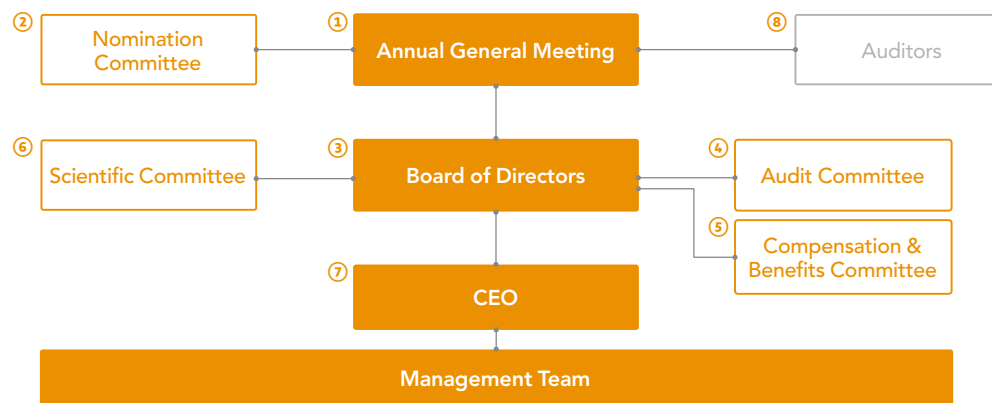 ② ① ⑧
Nomination
Committee
Annual General Meeting
Auditors
⑥ ③ ④
Scientific Committee
Board of Directors
Audit Committee
⑤
Compensation &
Benefits Committee
⑦
CEO
Management Team